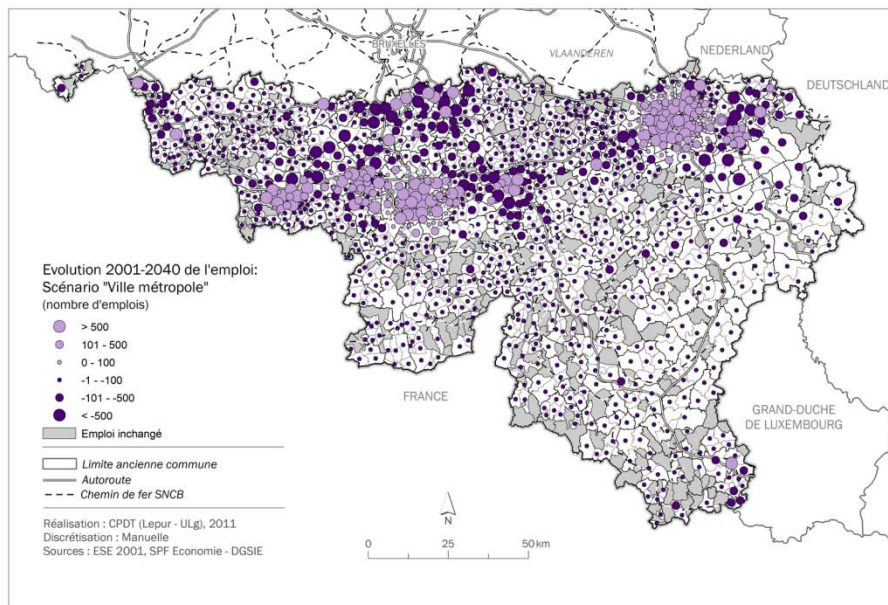 BRUXELLES
VLAANDEREN
NEDERLAND
DEUTSCHLAND
Evolution 2001-2040 de l'emploi:
Scénario "Ville métropole"
(nombre d'emplois)
> 500
101 - 500
0 - 100
-1 - -100
-101 - -500
< -500
Emploi inchangé
Limite ancienne commune
Autoroute
Chemin de fer SNCB
FRANCE
GRAND-DUCHE
DE LUXEMBOURG
Réalisation : CPDT (Lepur - ULg), 2011
Discrétisation : Manuelle
Sources : ESE 2001, SPF Economie - DGSIE
N
0 25 50 km